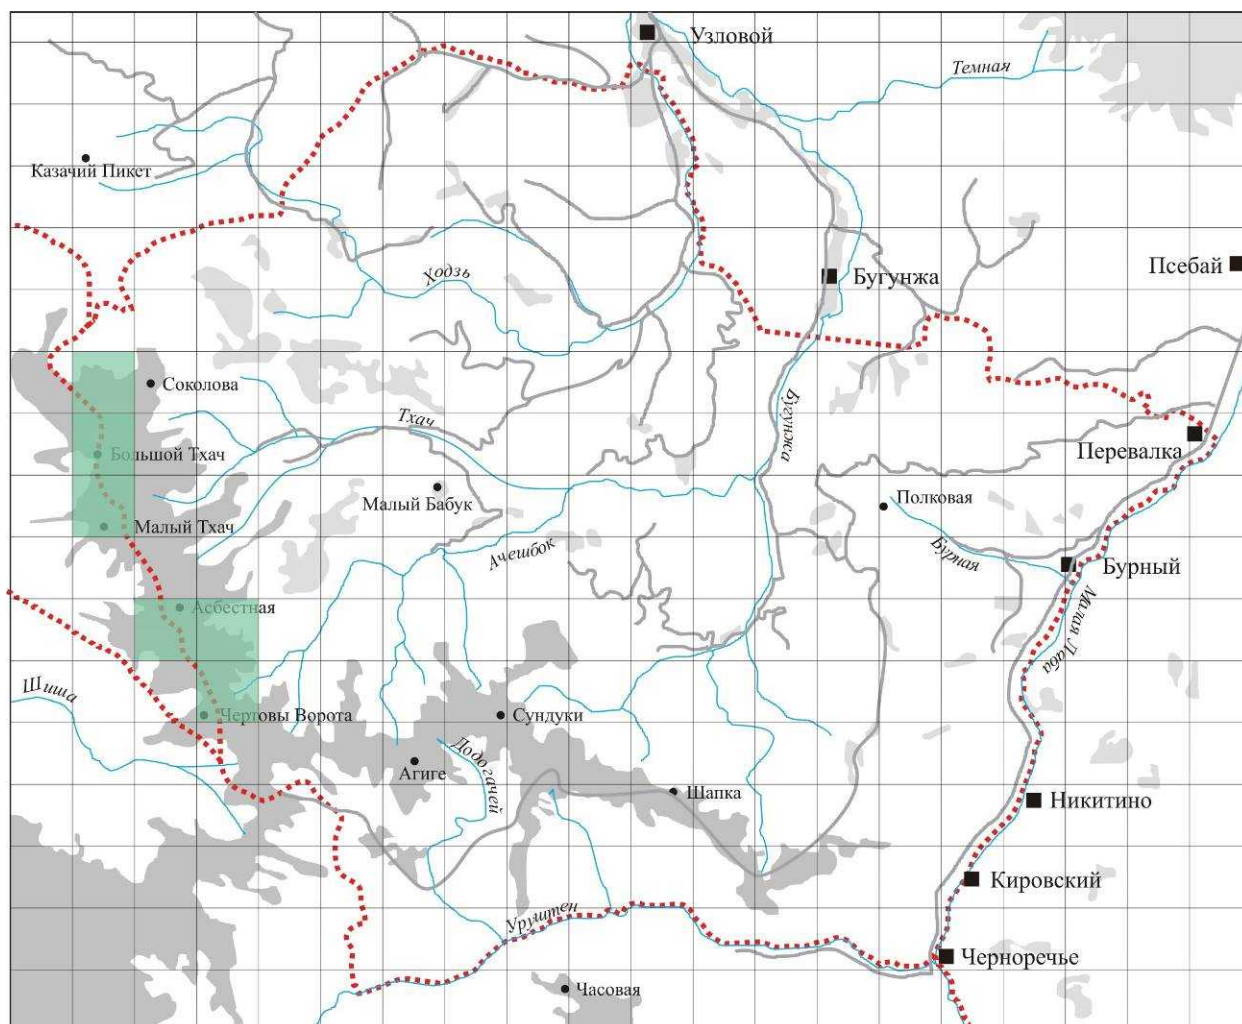 Узловой
Темная
Казачий Пикет
Псебай
Ходзь
Бугунжа
Соколова
Тхач
Бугунжа
Большой Тхач
Перевалка
Малый Бабук
Полковая
Малый Тхач
Ачешбок
Бурная
Бурный
Асбестная
Малая Лаба
Шиша
Чертовы Ворота
Сундуки
Додогачей
Агиге
Шапка
Никитино
Кировский
Уруштен
Черноречье
Часовая